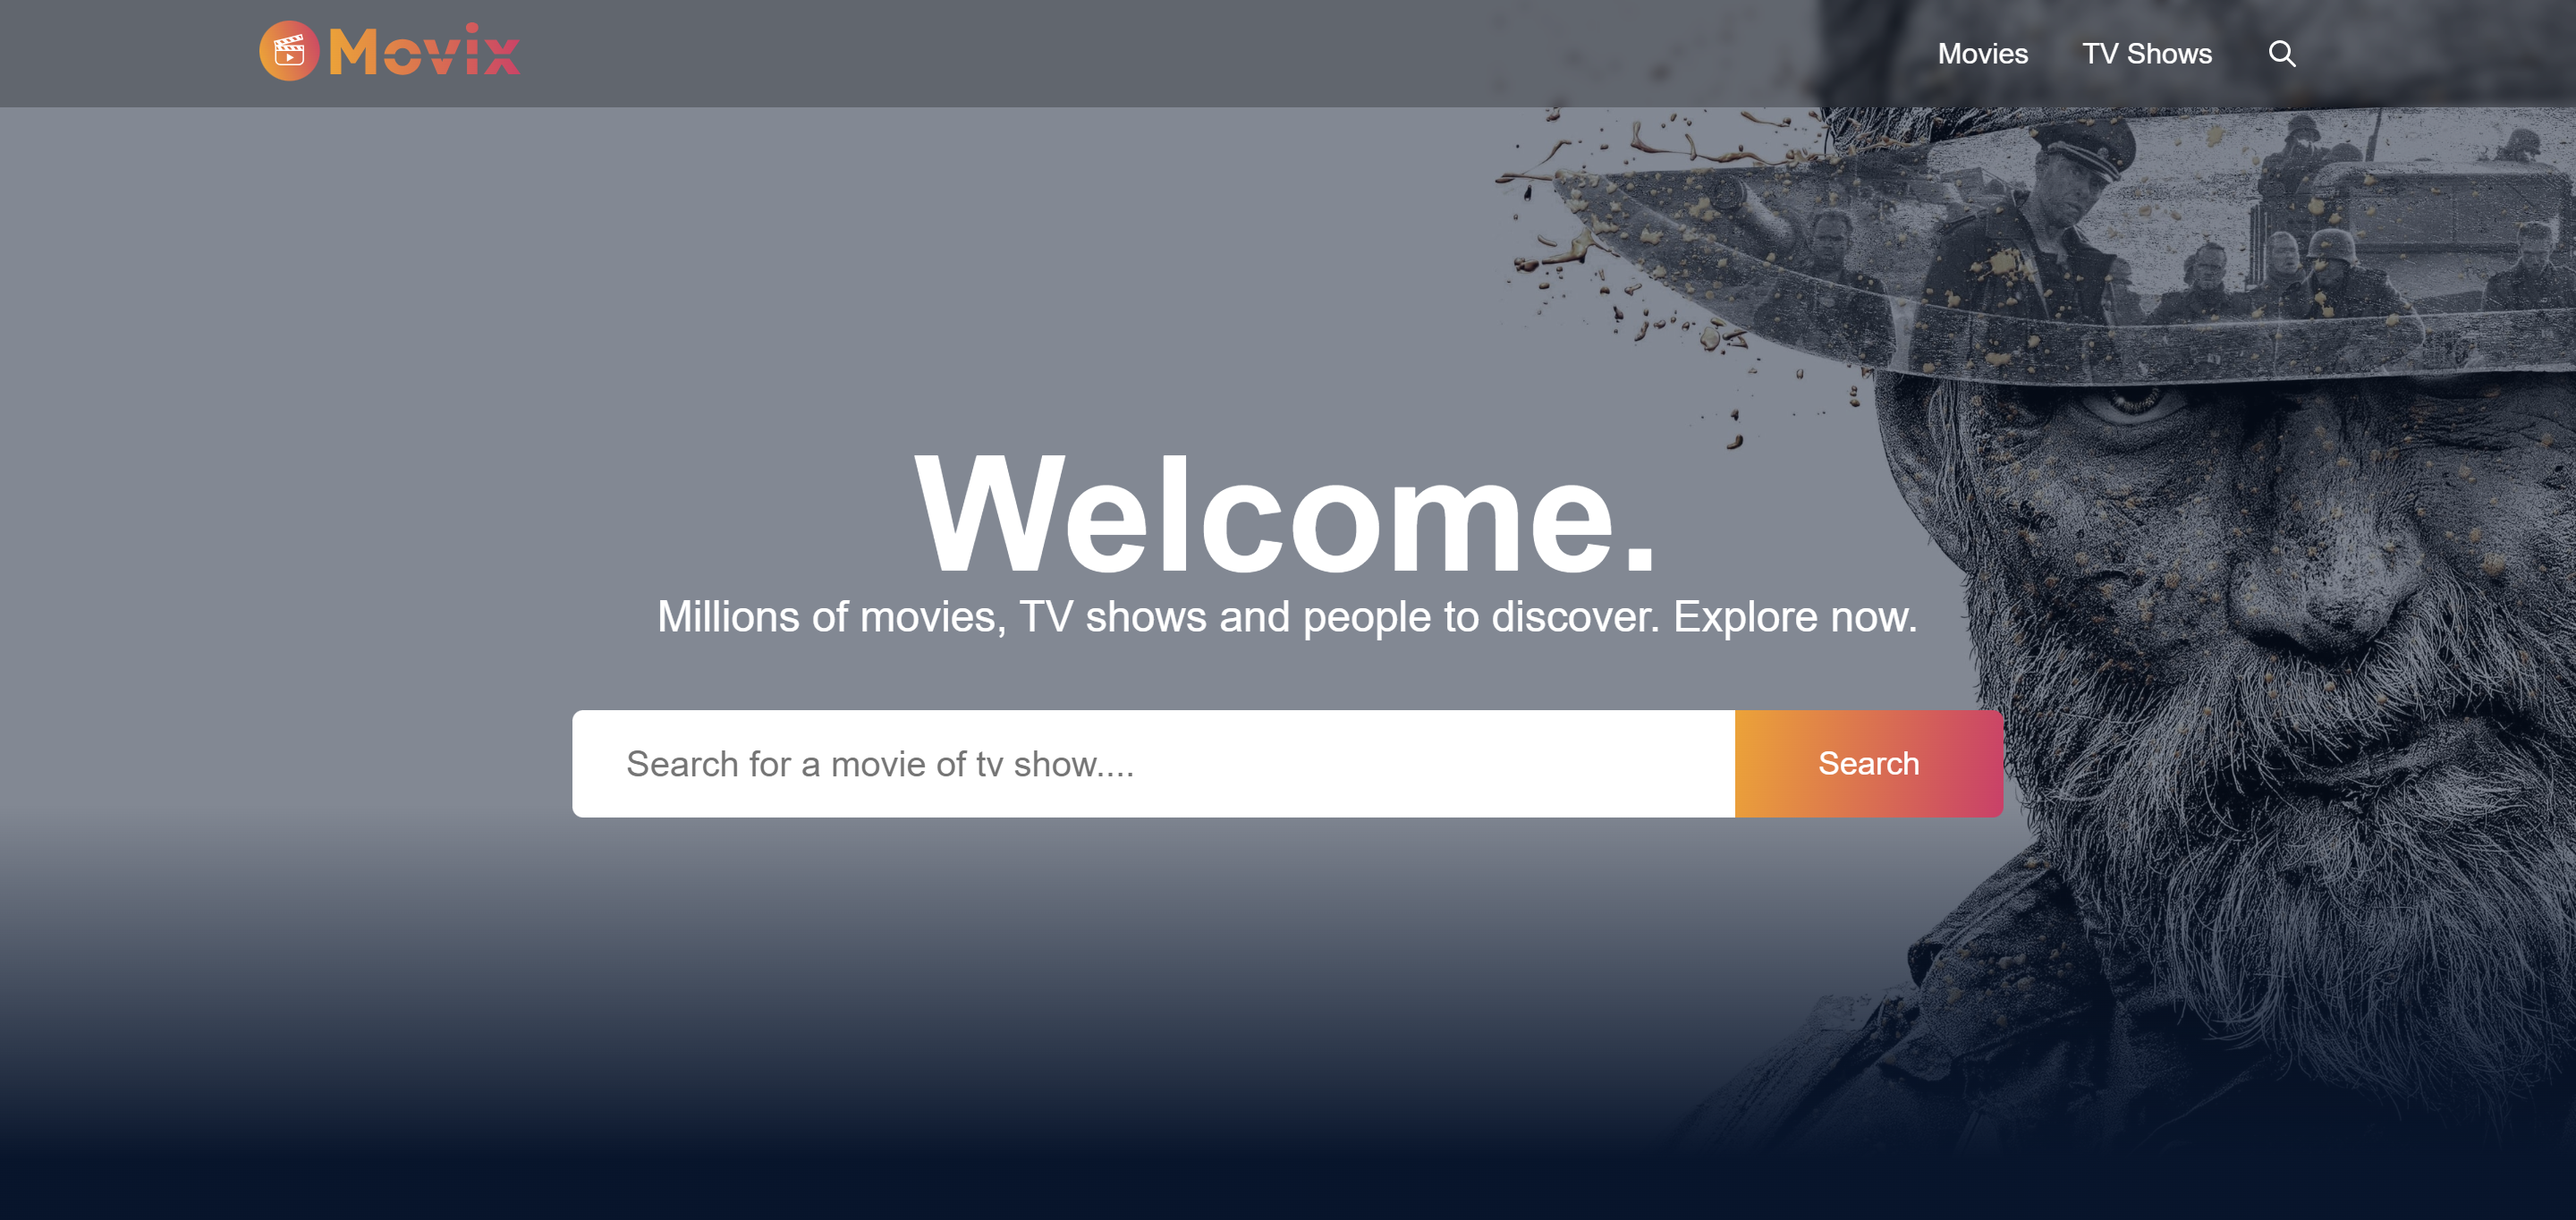 Movix
Movies
TV Shows
Welcome.
Millions of movies, TV shows and people to discover. Explore now.
Search for a movie of tv show....
Search